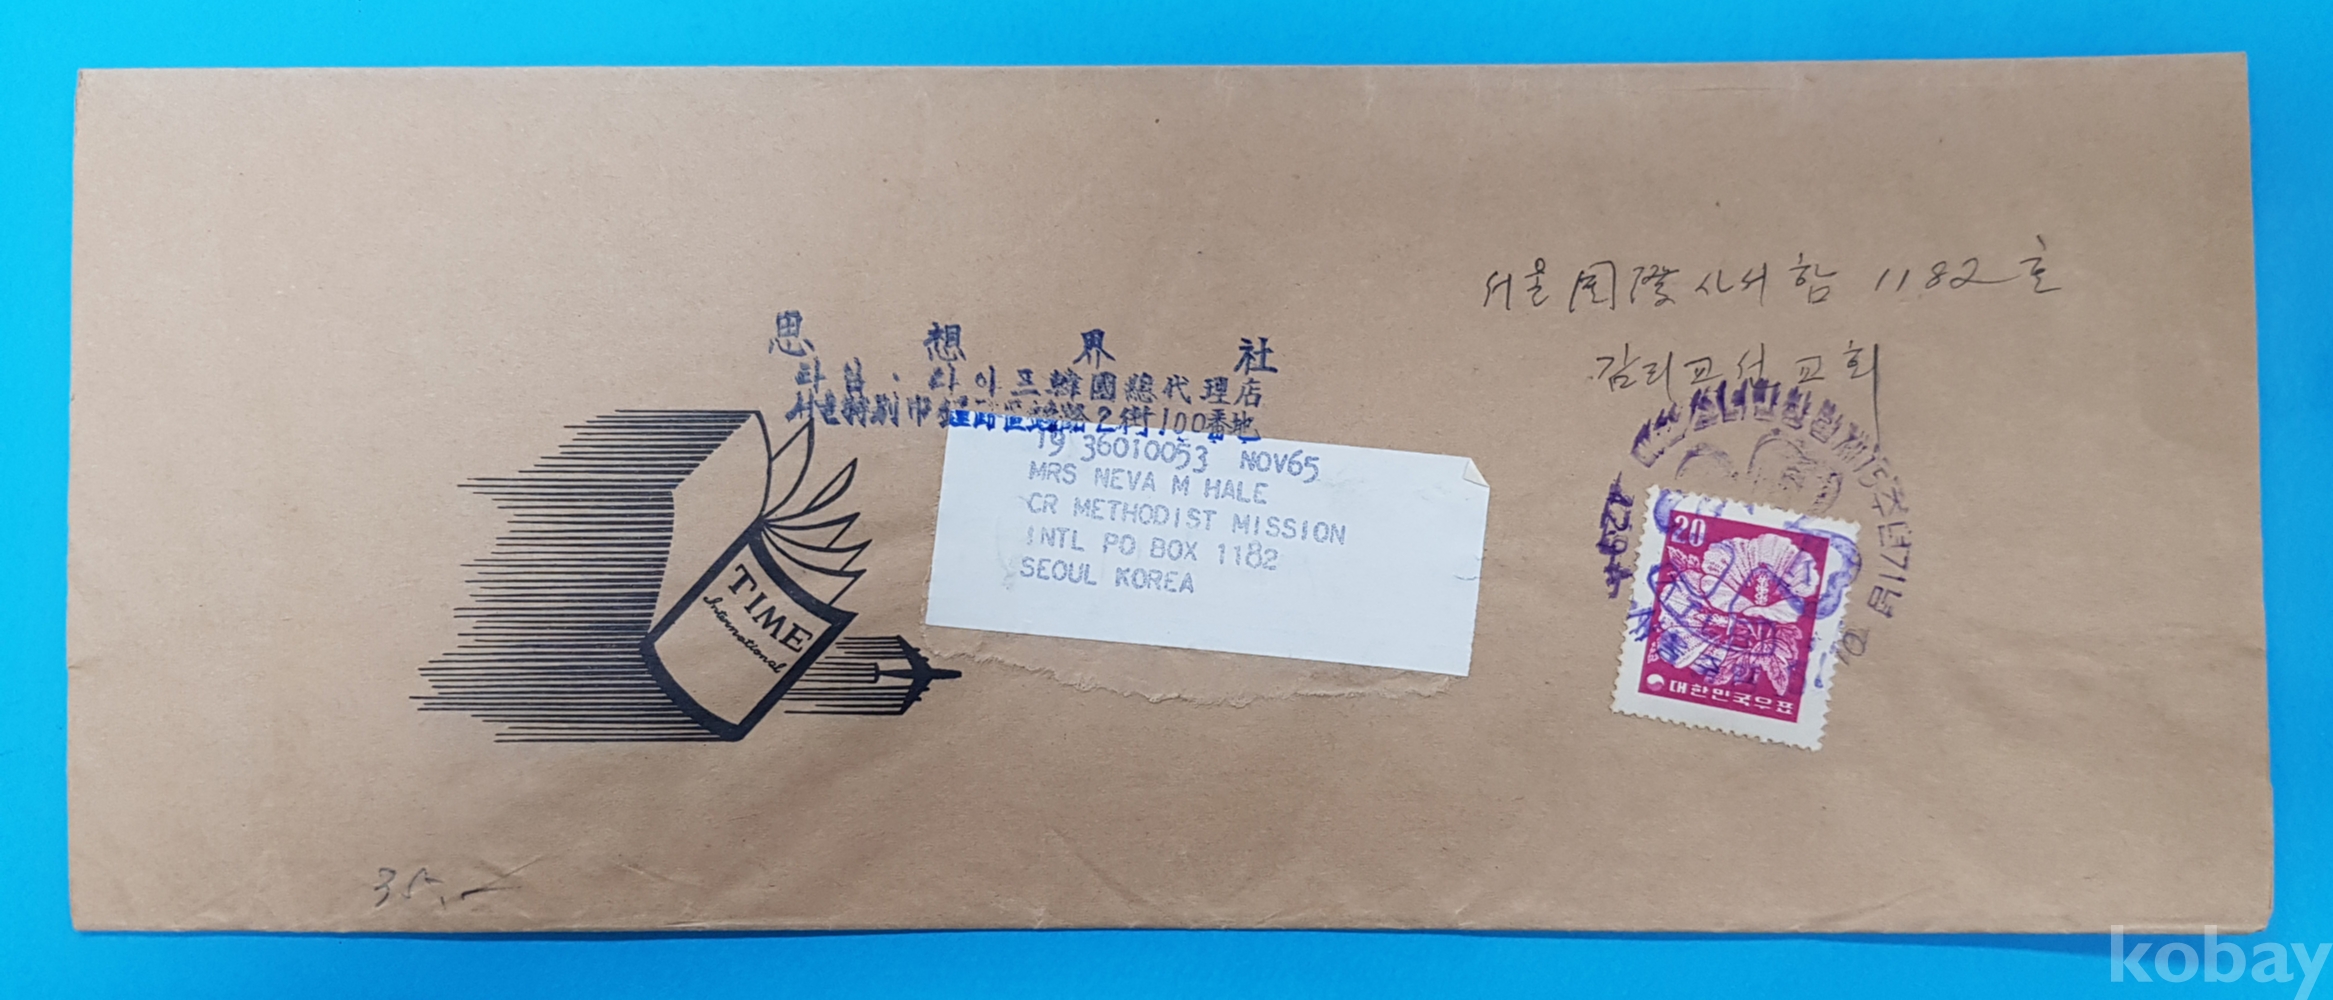 서울 国際 사서함 1182호
감리교선교회
思想界社
타임·라이프韓國總代理店
서울特別市鍾路區鍾路2街100番地
19 36010053 NOV65
MRS NEVA M HALE
CR METHODIST MISSION
INTL PO BOX 1182
SEOUL KOREA
TIME
International
20
대한민국우표
35.-
kobay